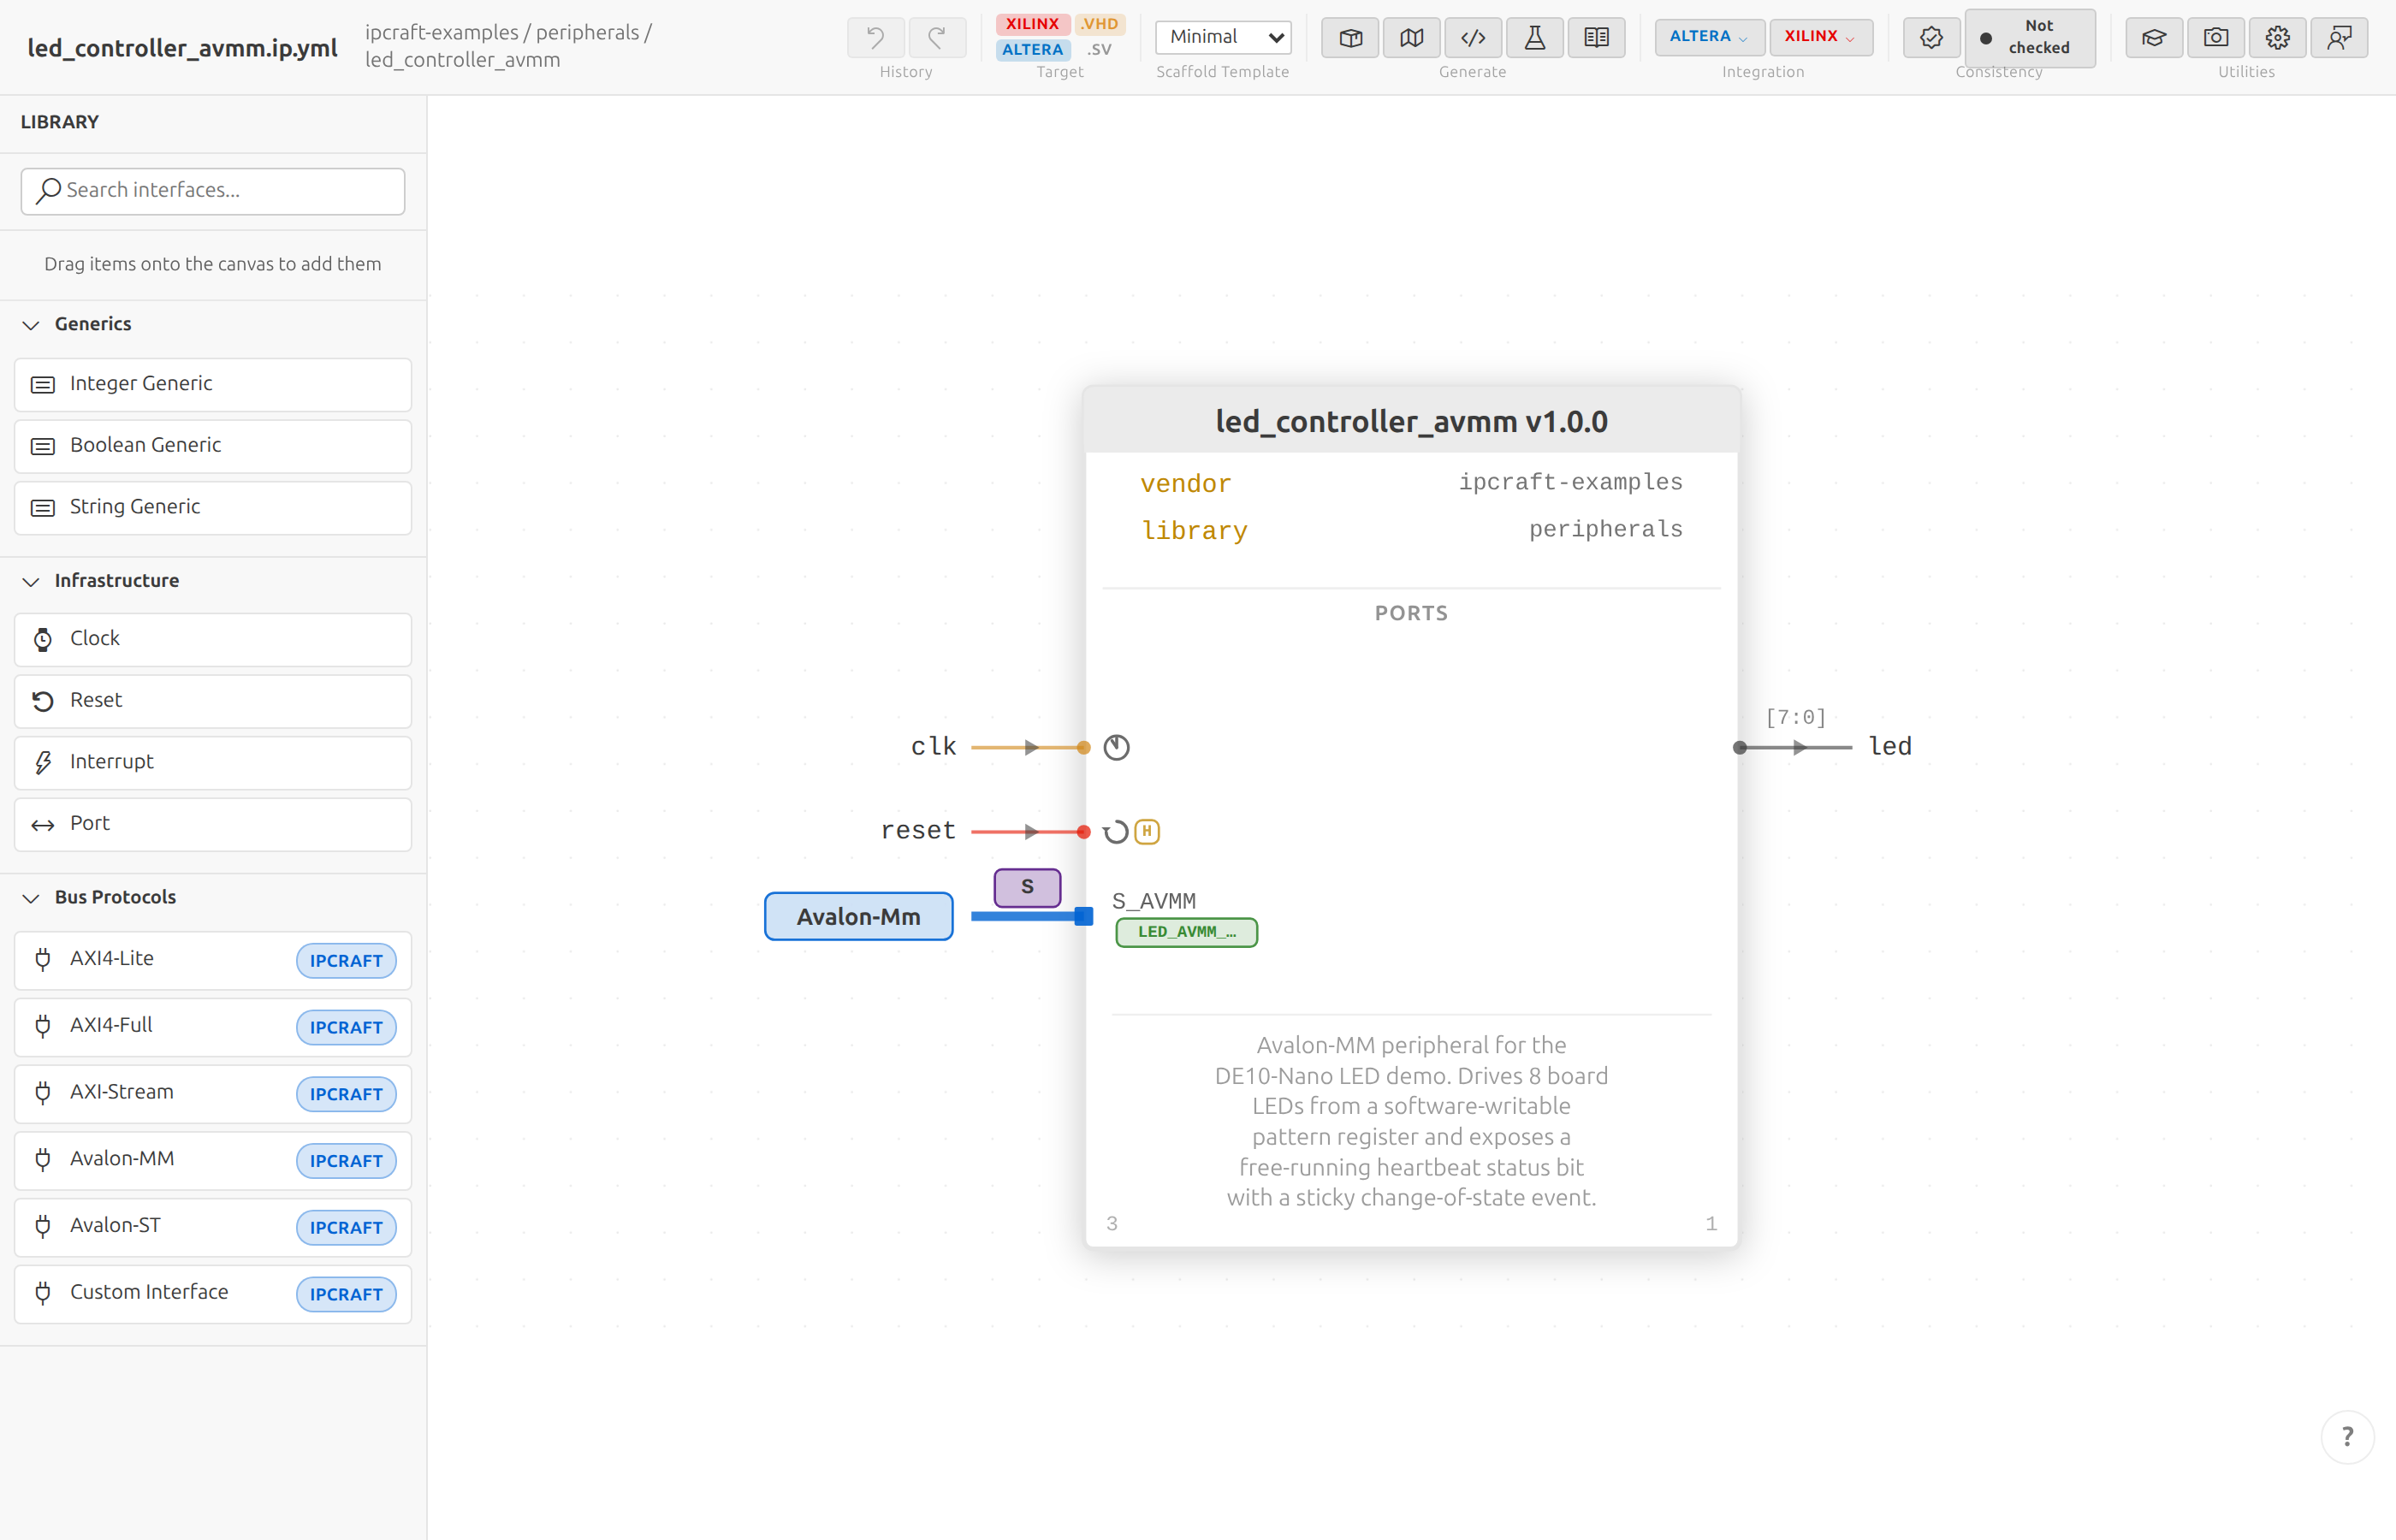 led_controller_avmm.ip.yml
ipcraft-examples / peripherals /
led_controller_avmm
History
XILINX .VHD
ALTERA .SV
Target
Minimal
Scaffold Template
Generate
ALTERA XILINX
Integration
Not
checked
Consistency
Utilities
LIBRARY
Search interfaces...
Drag items onto the canvas to add them
Generics
Integer Generic
Boolean Generic
String Generic
Infrastructure
Clock
Reset
Interrupt
Port
Bus Protocols
AXI4-Lite IPCRAFT
AXI4-Full IPCRAFT
AXI-Stream IPCRAFT
Avalon-MM IPCRAFT
Avalon-ST IPCRAFT
Custom Interface IPCRAFT
led_controller_avmm v1.0.0
vendor ipcraft-examples
library peripherals
PORTS
[7:0]
clk led
reset H
S
Avalon-Mm S_AVMM
LED_AVMM_…
Avalon-MM peripheral for the
DE10-Nano LED demo. Drives 8 board
LEDs from a software-writable
pattern register and exposes a
free-running heartbeat status bit
with a sticky change-of-state event.
3 1
?